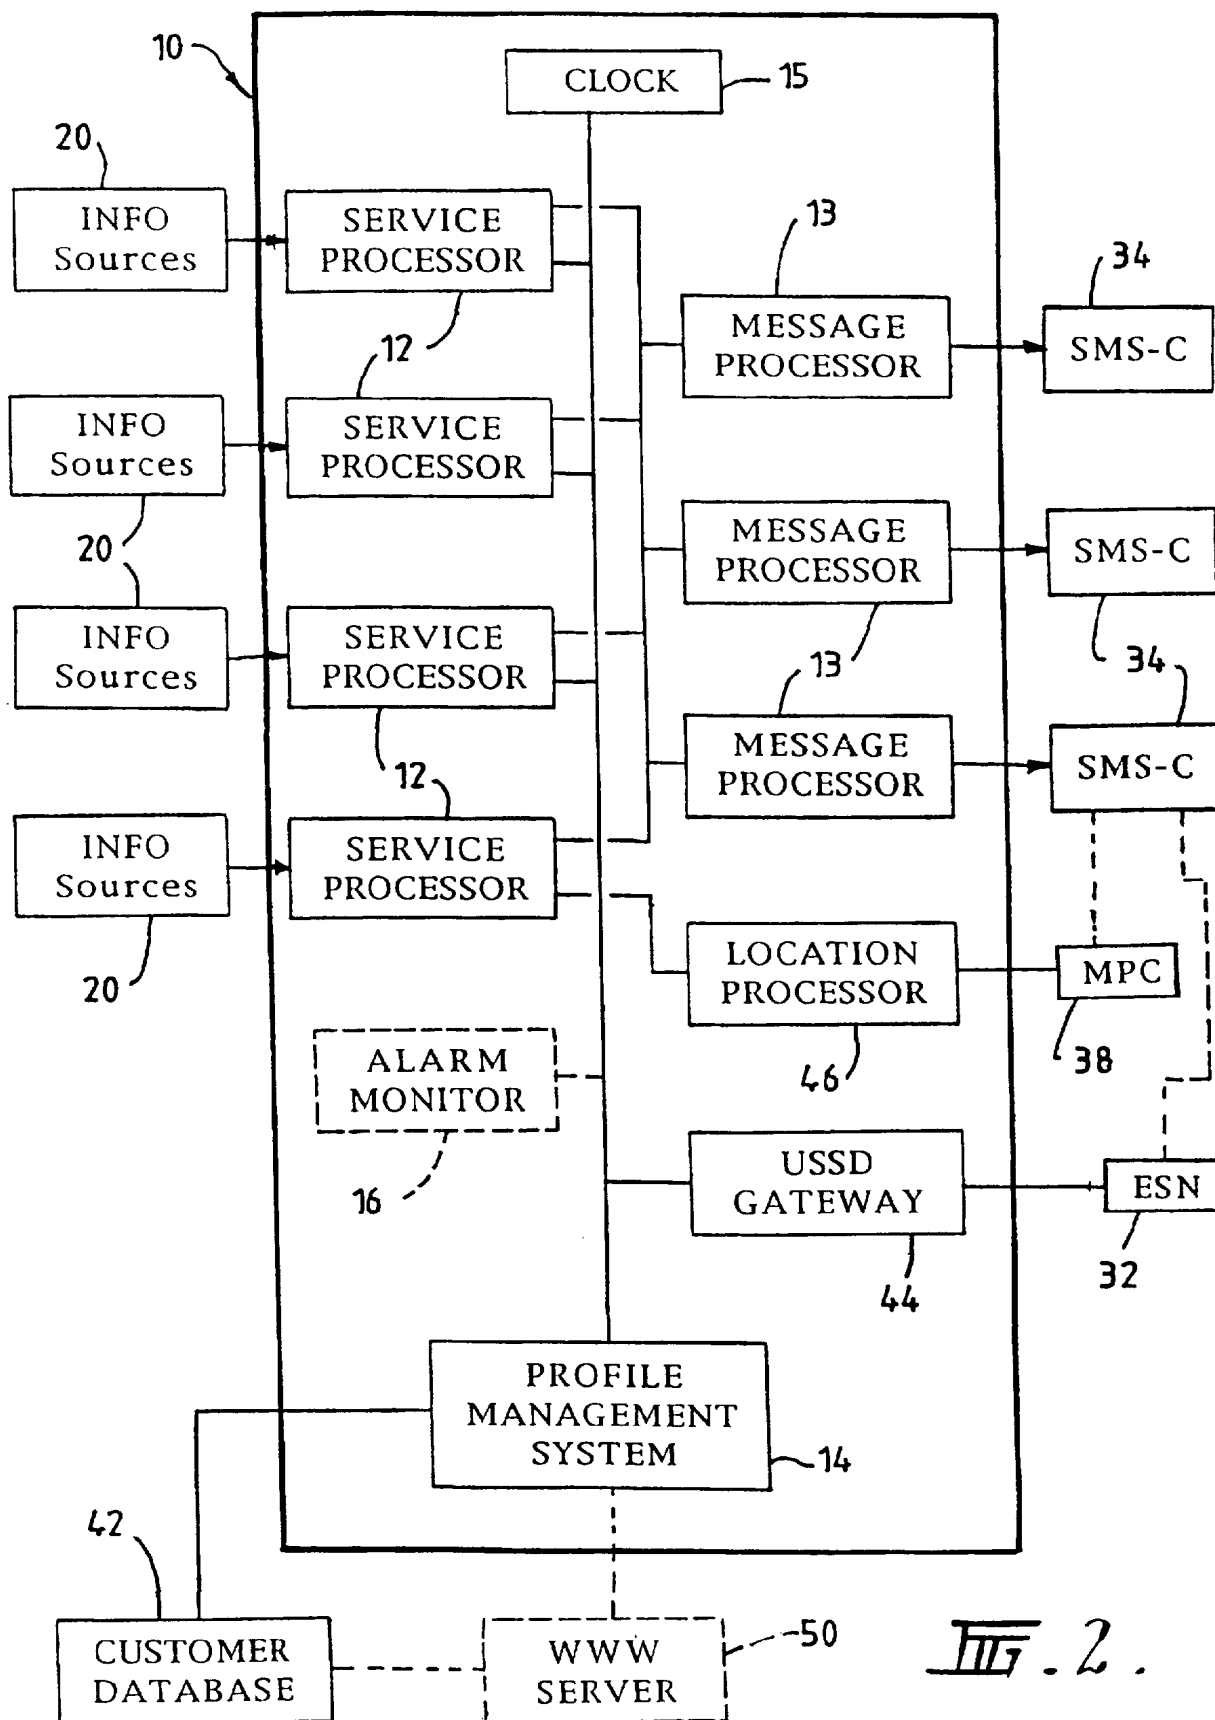 10
CLOCK
15
20
INFO
Sources
SERVICE
PROCESSOR
13
34
12
MESSAGE
PROCESSOR
SMS-C
INFO
Sources
SERVICE
PROCESSOR
20
MESSAGE
PROCESSOR
SMS-C
INFO
Sources
SERVICE
PROCESSOR
13
34
12
MESSAGE
PROCESSOR
SMS-C
INFO
Sources
SERVICE
PROCESSOR
20
LOCATION
PROCESSOR
MPC
38
46
ALARM
MONITOR
16
USSD
GATEWAY
ESN
32
44
PROFILE
MANAGEMENT
SYSTEM
14
42
CUSTOMER
DATABASE
WWW
SERVER
50
FIG. 2.